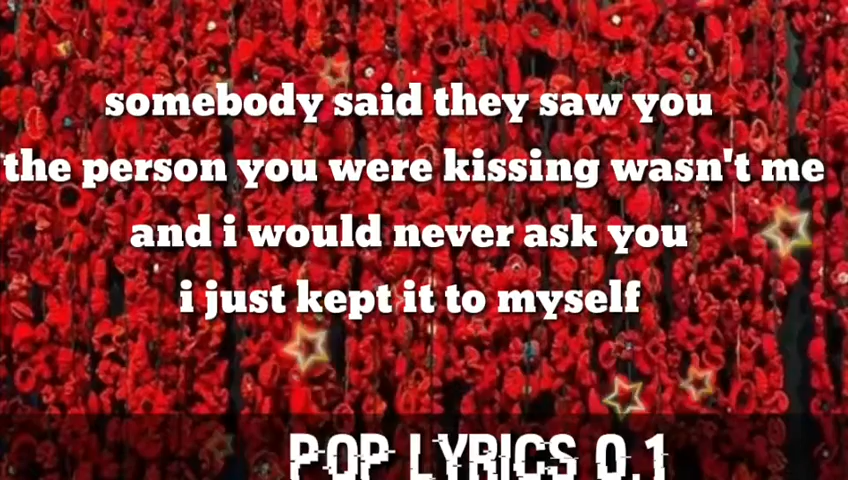 somebody said they saw you
the person you were kissing wasn't me
and i would never ask you
i just kept it to myself
POP LYRICS 0.1